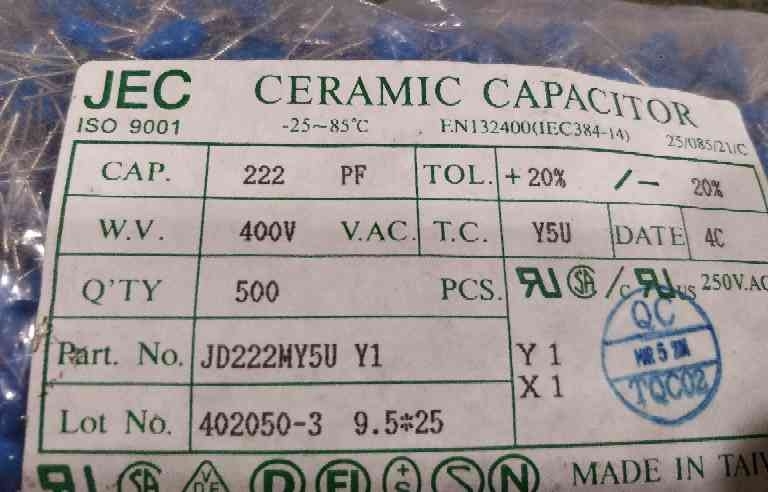 JEC CERAMIC CAPACITOR
ISO 9001 -25~85℃ EN132400(IEC384-14) 25/085/21/C
CAP. 222 PF TOL. +20% /- 20%
W.V. 400V V.AC. T.C. Y5U DATE 4C
Q'TY 500 PCS. 250V.AC
Part. No. JD222MY5U Y1 Y1
X1
QC
TQC02
Lot No. 402050-3 9.5*25
MADE IN TAIW